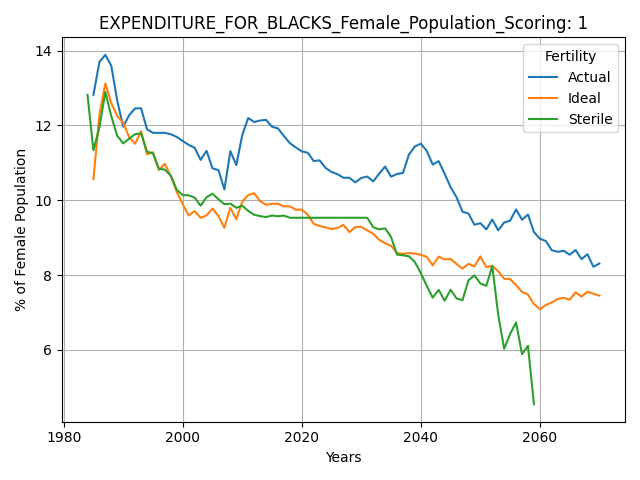 EXPENDITURE_FOR_BLACKS_Female_Population_Scoring: 1
Fertility
Actual
Ideal
Sterile
% of Female Population
14
12
10
8
6
1980 2000 2020 2040 2060
Years